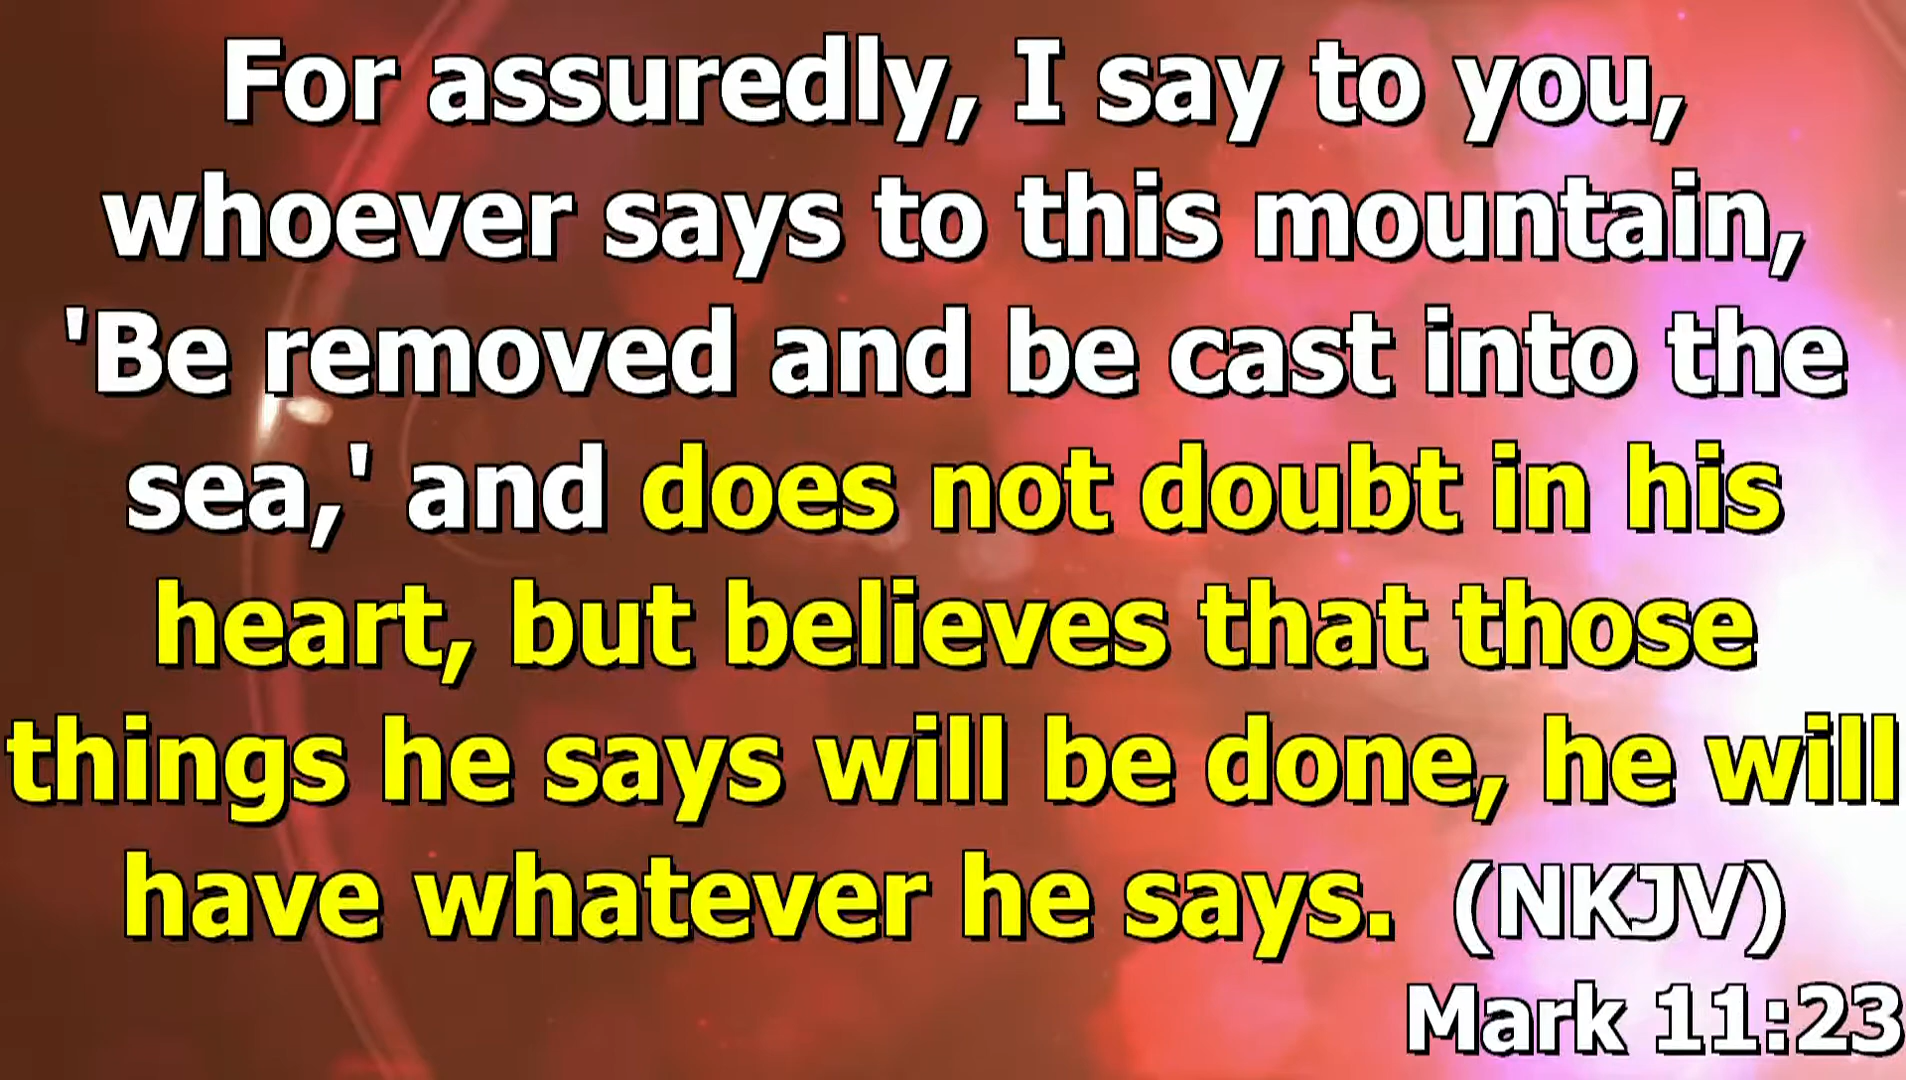 For assuredly, I say to you,
whoever says to this mountain,
'Be removed and be cast into the
sea,' and does not doubt in his
heart, but believes that those
things he says will be done, he will
have whatever he says. (NKJV)
Mark 11:23